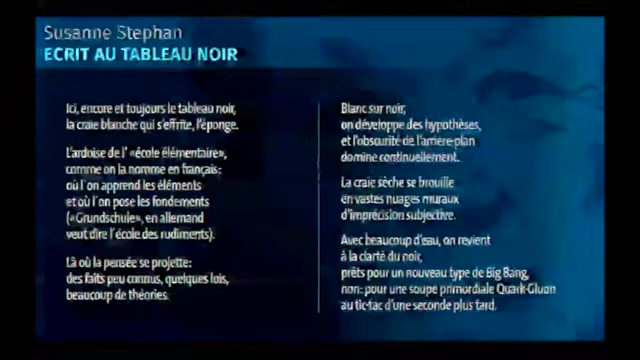 Susanne Stephan
ECRIT AU TABLEAU NOIR
Ici, encore et toujours le tableau noir,
la craie blanche qui s'effrite, l'éponge.
L'ardoise de l' «école élémentaire»,
comme on la nomme en français:
où l'on apprend les éléments
et où l'on pose les fondements
(«Grundschule», en allemand
veut dire l'école des rudiments).
Là où la pensée se projette:
des faits peu connus, quelques lois,
beaucoup de théories.
Blanc sur noir,
on développe des hypothèses,
et l'obscurité de l'arrière-plan
domine continuellement.
La craie sèche se brouille
en vastes nuages muraux
d'imprécision subjective.
Avec beaucoup d'eau, on revient
à la clarté du noir,
prêts pour un nouveau type de Big Bang,
non: pour une soupe primordiale Quark-Gluon
au tic-tac d'une seconde plus tard.